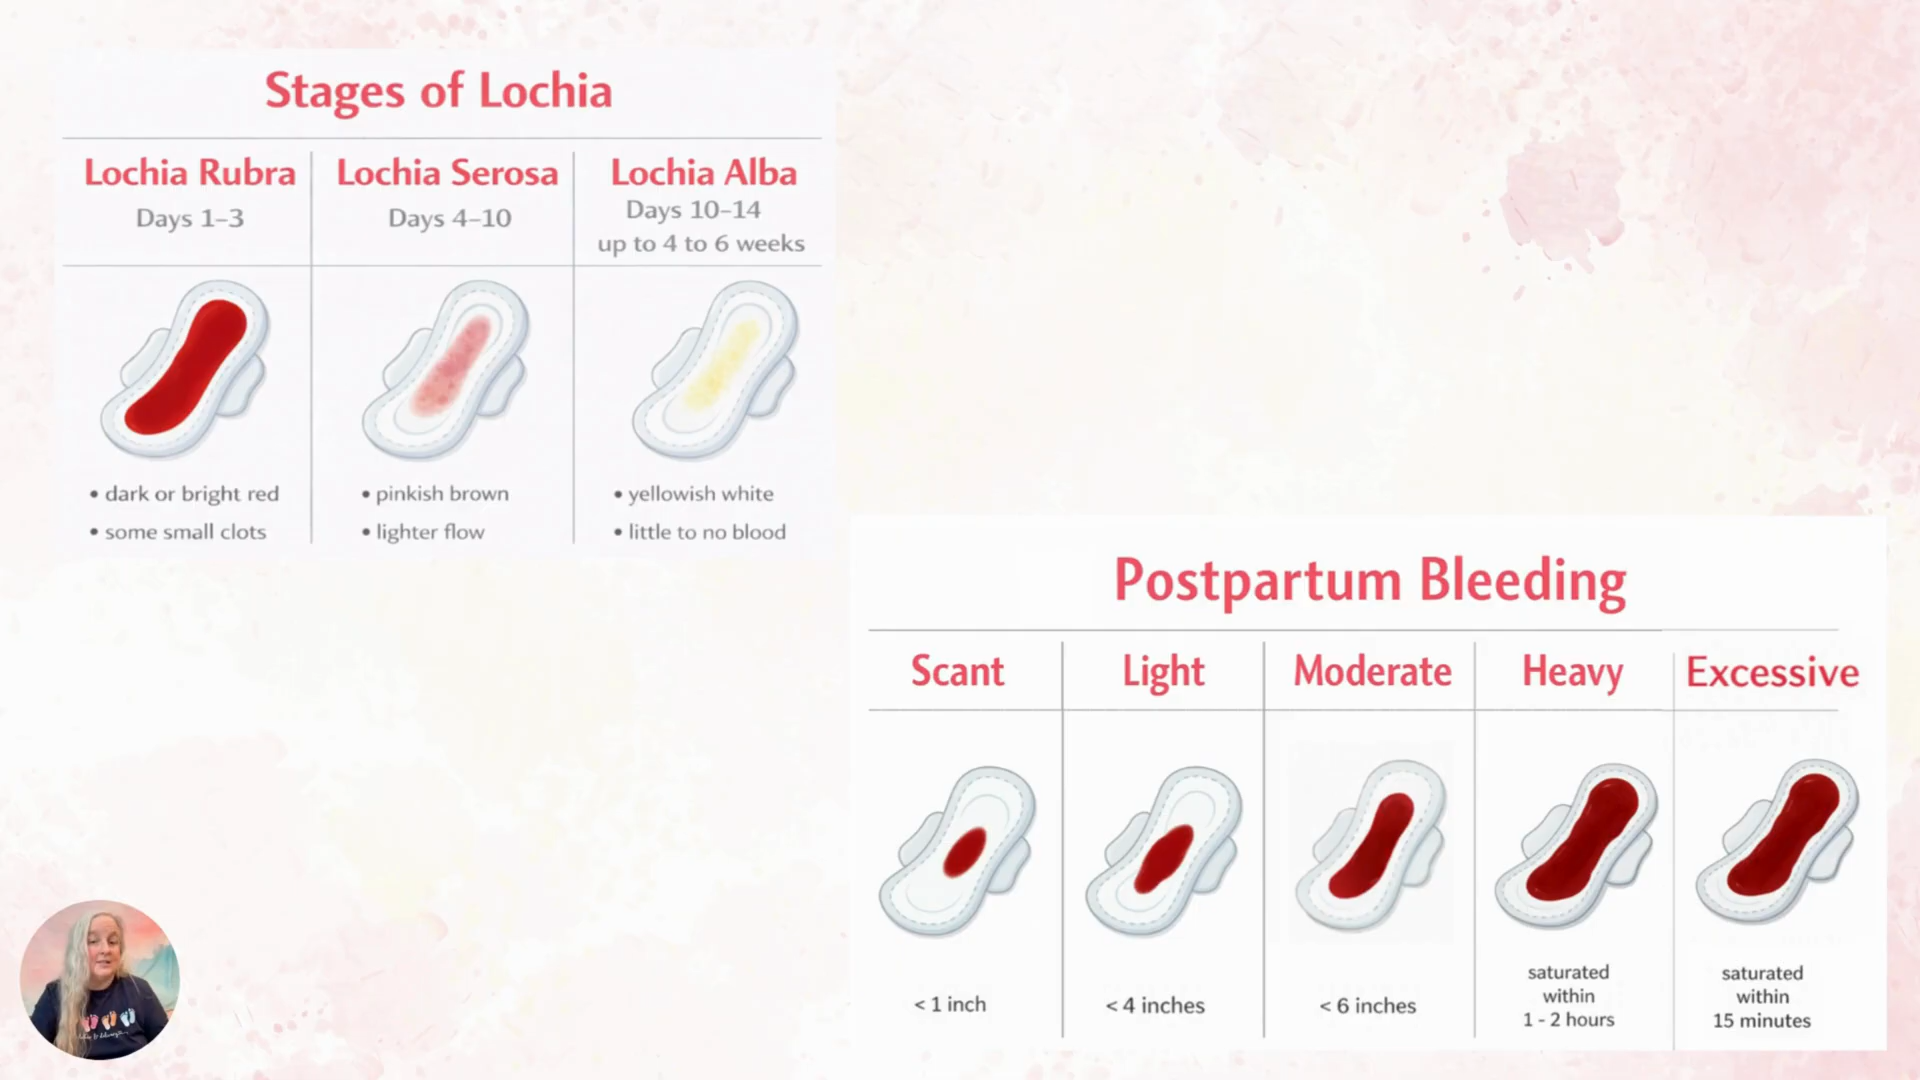 Stages of Lochia
Lochia Rubra
Days 1–3
• dark or bright red
• some small clots
Lochia Serosa
Days 4–10
• pinkish brown
• lighter flow
Lochia Alba
Days 10–14
up to 4 to 6 weeks
• yellowish white
• little to no blood
Postpartum Bleeding
Scant
< 1 inch
Light
< 4 inches
Moderate
< 6 inches
Heavy
saturated
within
1 - 2 hours
Excessive
saturated
within
15 minutes